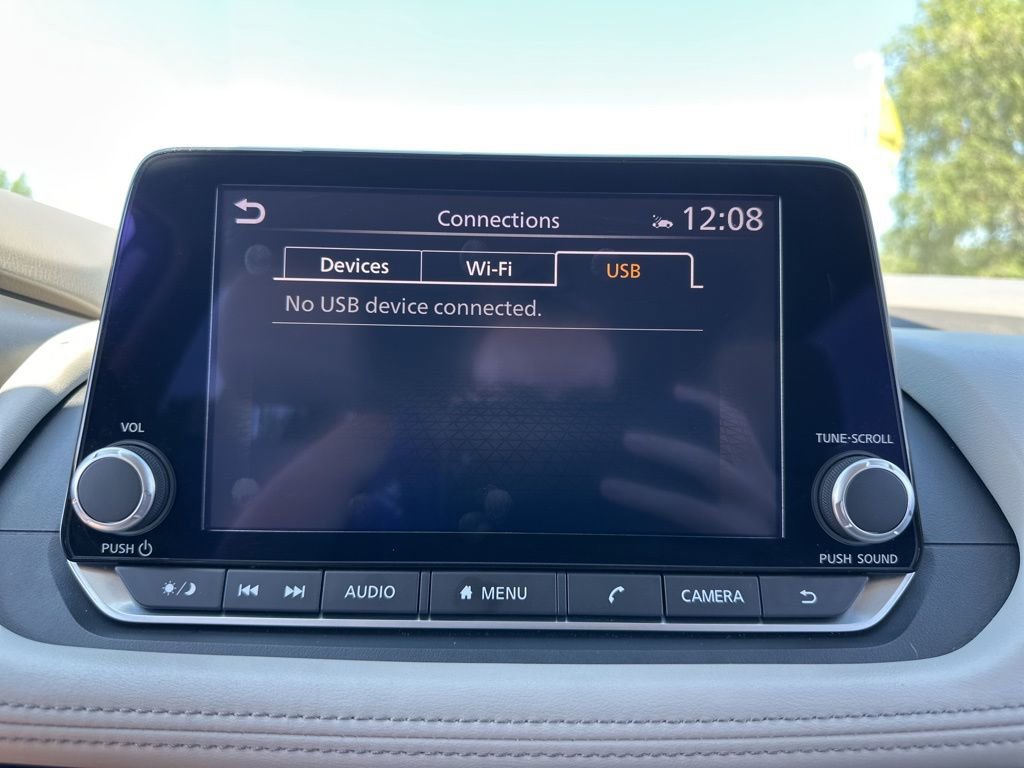 Connections
12:08
Devices
Wi-Fi
USB
No USB device connected.
VOL
TUNE·SCROLL
PUSH
PUSH SOUND
AUDIO
MENU
CAMERA